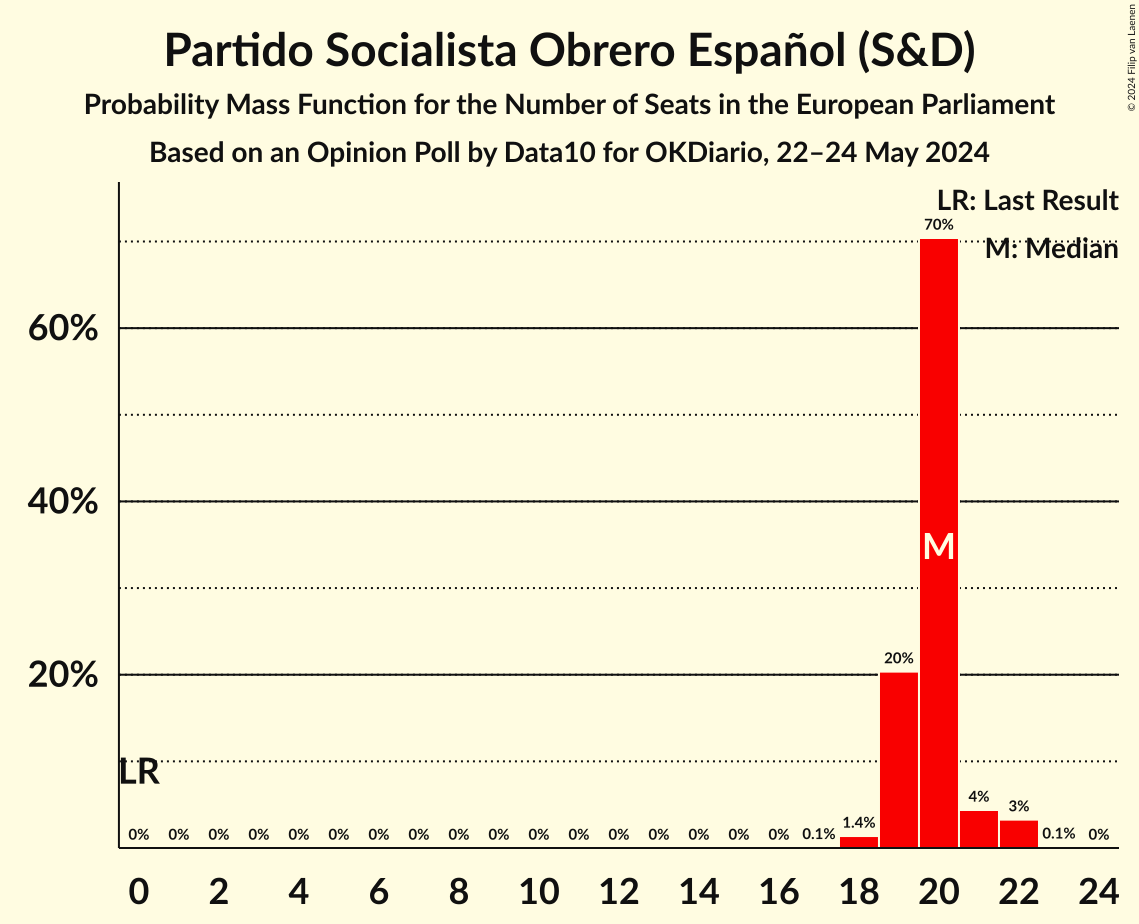 Partido Socialista Obrero Español (S&D)
Probability Mass Function for the Number of Seats in the European Parliament
Based on an Opinion Poll by Data10 for OKDiario, 22–24 May 2024
© 2024 Filip van Laenen
LR: Last Result
M: Median
70%
60%
40%
M
20%
20%
LR
0% 0% 0% 0% 0% 0% 0% 0% 0% 0% 0% 0% 0% 0% 0% 0% 0% 0.1% 1.4% 4% 3% 0.1% 0%
0 2 4 6 8 10 12 14 16 18 20 22 24